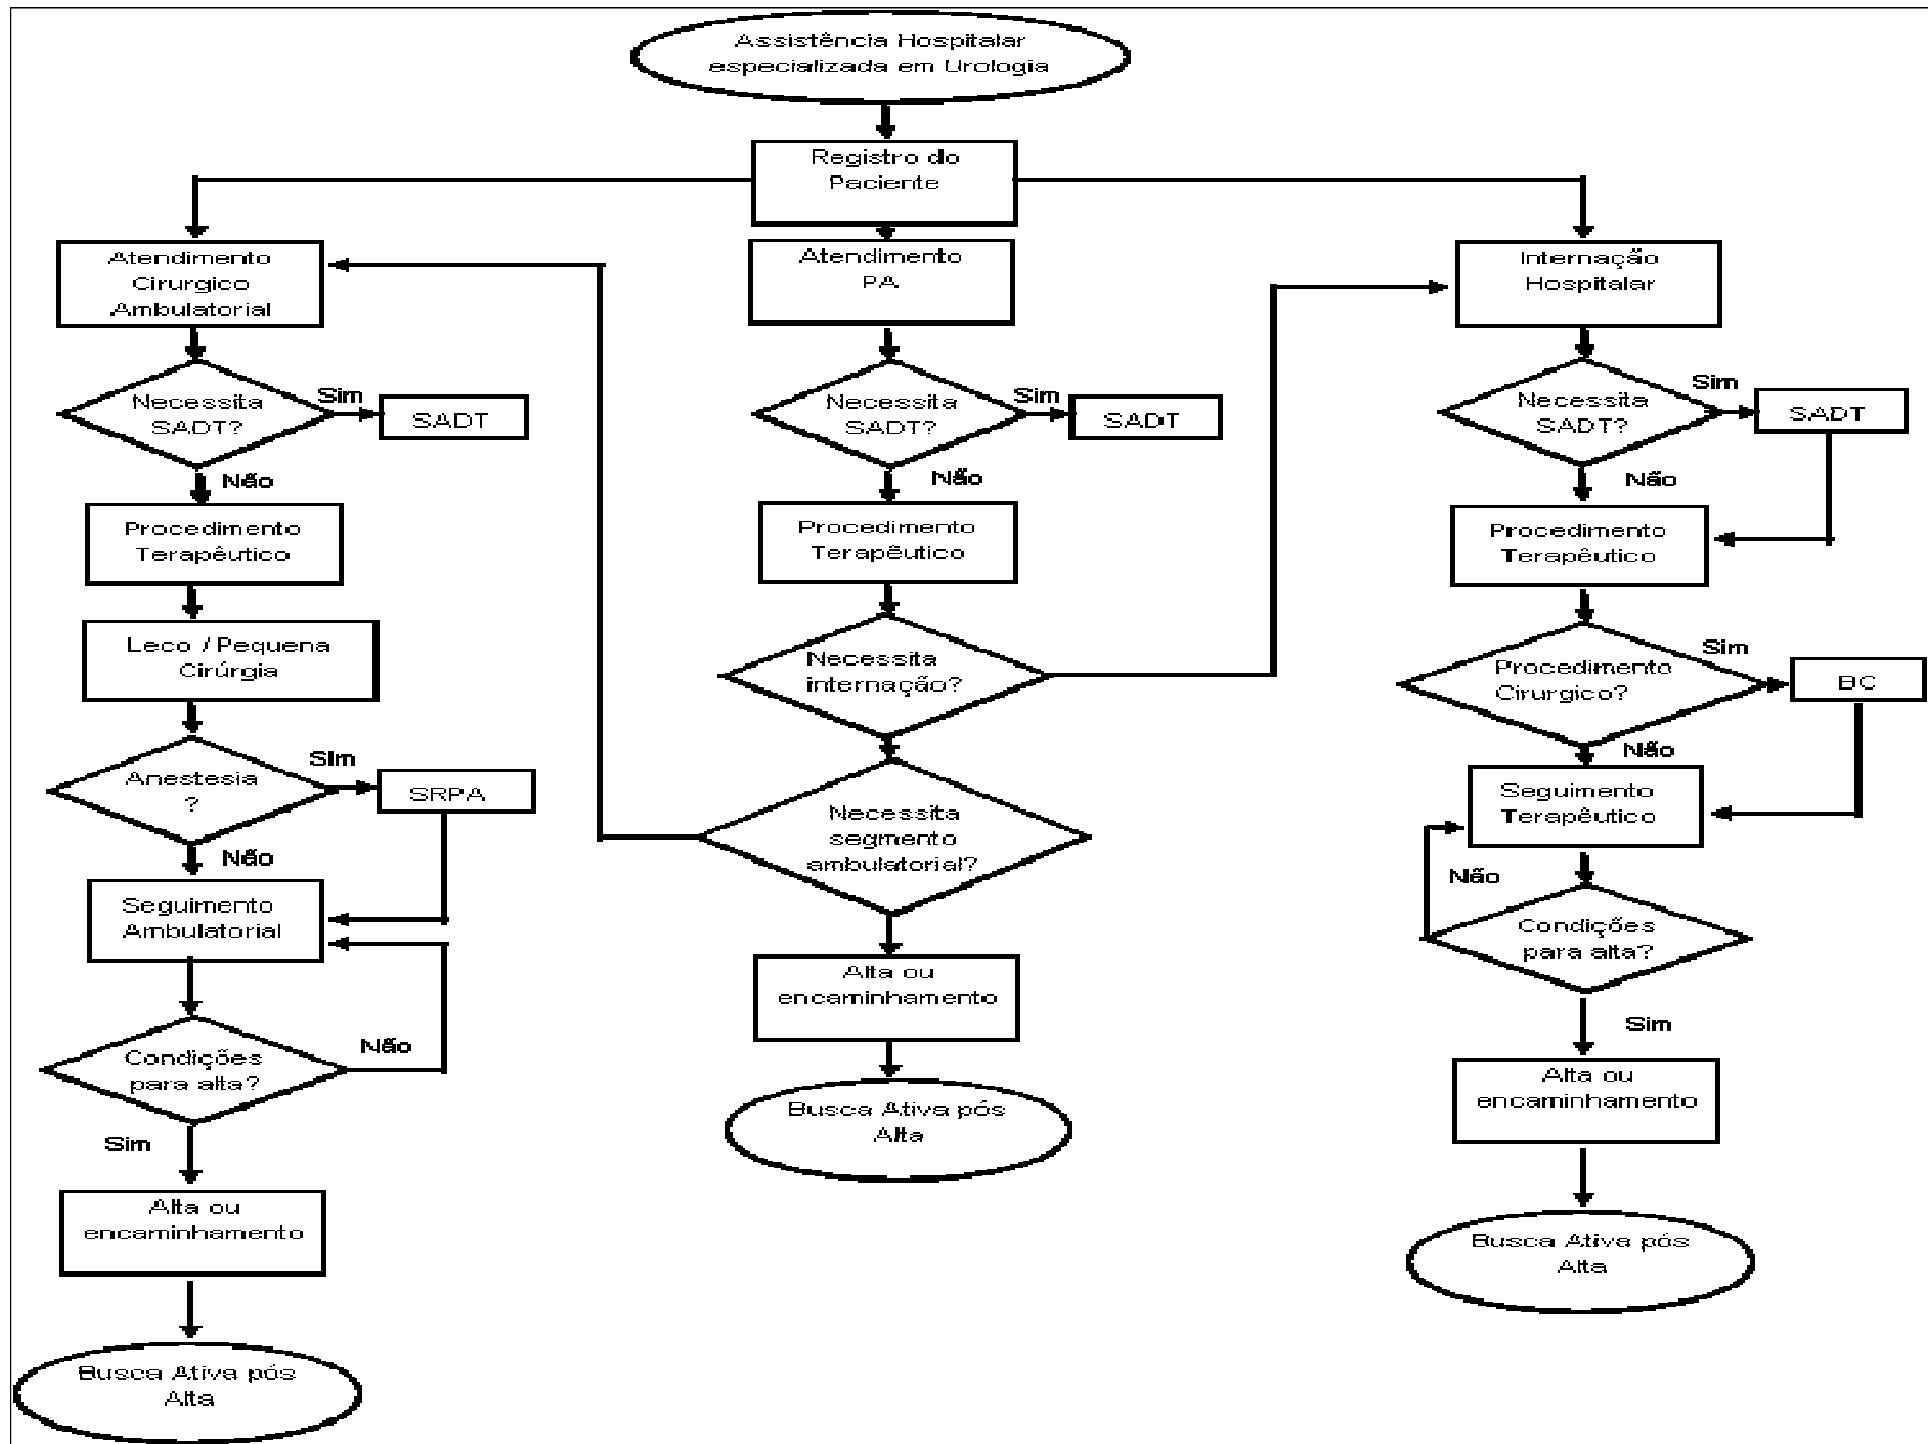 Assistência Hospitalar
especializada em Urologia
Registro do
Paciente
Atendimento
Cirurgico
Ambulatorial
Necessita
SADT?
Sim
SADT
Não
Procedimento
Terapêutico
Leco / Pequena
Cirúrgia
Anestesia
?
Sim
SRPA
Não
Seguimento
Ambulatorial
Condições
para alta?
Não
Sim
Alta ou
encaminhamento
Busca Ativa pós
Alta
Atendimento
PA
Necessita
SADT?
Sim
SADT
Não
Procedimento
Terapêutico
Necessita
internação?
Necessita
segmento
ambulatorial?
Alta ou
encaminhamento
Busca Ativa pós
Alta
Internação
Hospitalar
Necessita
SADT?
Sim
SADT
Não
Procedimento
Terapêutico
Procedimento
Cirurgico?
Sim
BC
Não
Seguimento
Terapêutico
Não
Condições
para alta?
Sim
Alta ou
encaminhamento
Busca Ativa pós
Alta